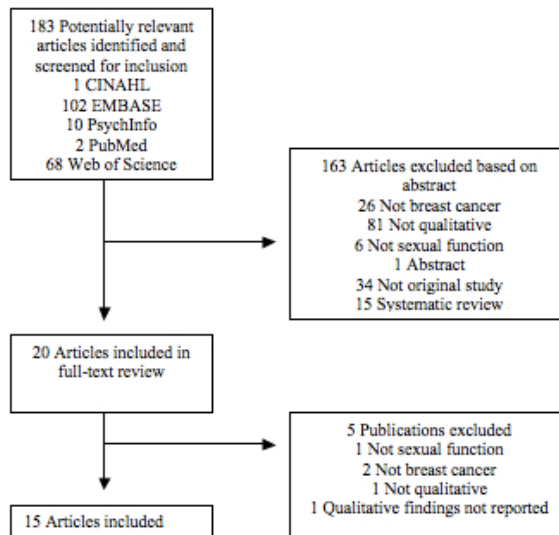 183 Potentially relevant
articles identified and
screened for inclusion
1 CINAHL
102 EMBASE
10 PsychInfo
2 PubMed
68 Web of Science
163 Articles excluded based on
abstract
26 Not breast cancer
81 Not qualitative
6 Not sexual function
1 Abstract
34 Not original study
15 Systematic review
20 Articles included in
full-text review
5 Publications excluded
1 Not sexual function
2 Not breast cancer
1 Not qualitative
1 Qualitative findings not reported
15 Articles included